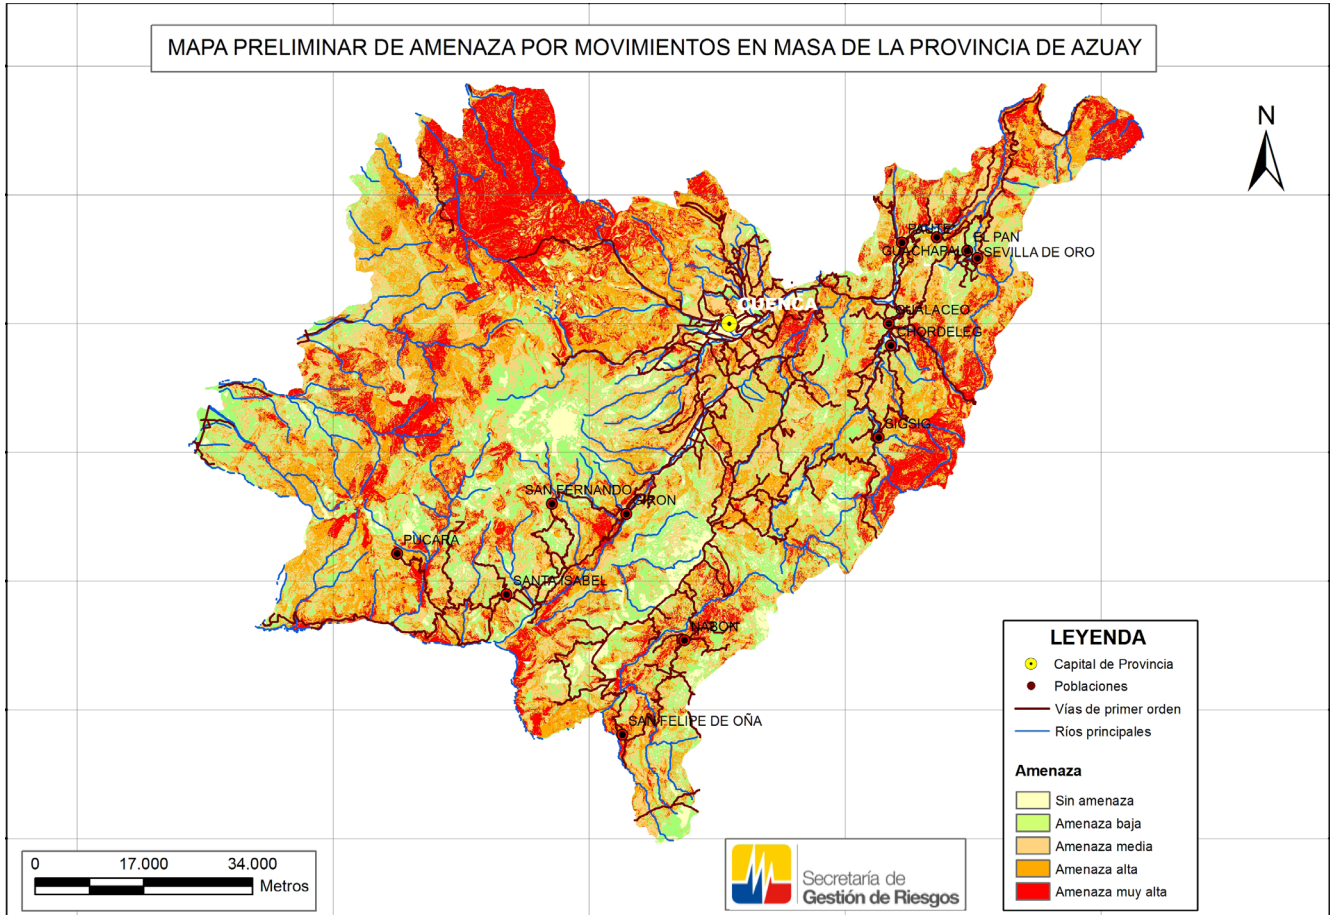 MAPA PRELIMINAR DE AMENAZA POR MOVIMIENTOS EN MASA DE LA PROVINCIA DE AZUAY
N
PAUTE
EL PAN
GUACHAPALA
SEVILLA DE ORO
CUENCA
GUALACEO
CHORDELEG
SIGSIG
SAN FERNANDO
GIRON
PUCARA
SANTA ISABEL
NABON
SAN FELIPE DE OÑA
LEYENDA
Capital de Provincia
Poblaciones
Vías de primer orden
Ríos principales
Amenaza
Sin amenaza
Amenaza baja
Amenaza media
Amenaza alta
Amenaza muy alta
0 17.000 34.000
Metros
Secretaría de
Gestión de Riesgos